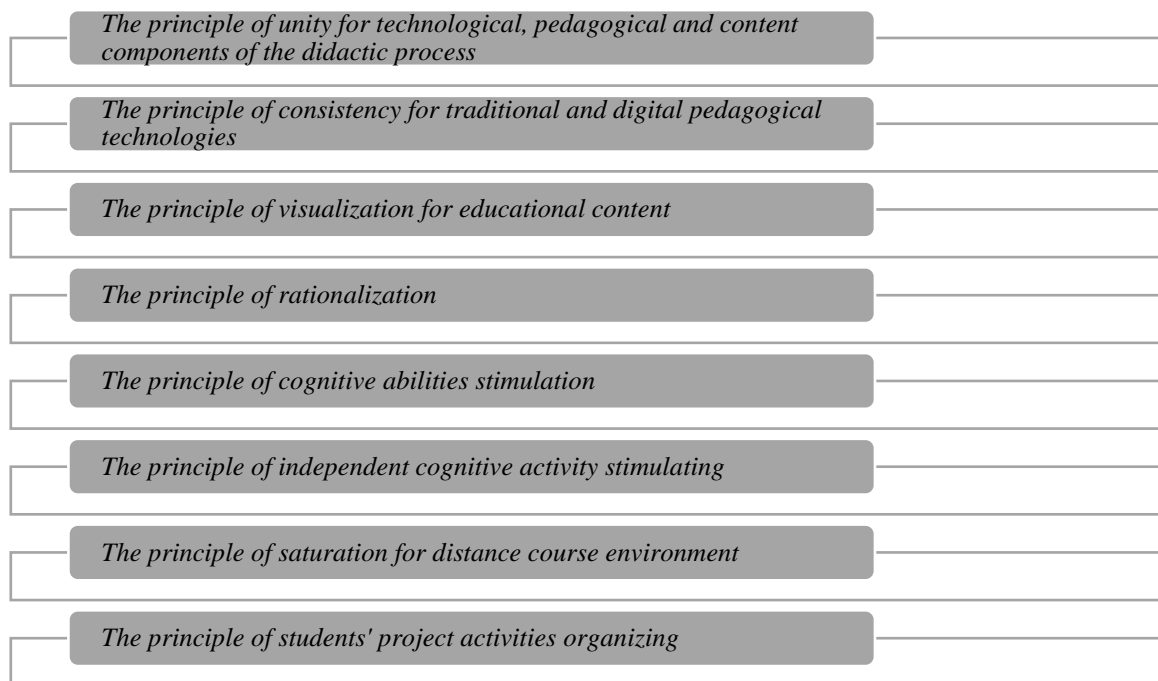 The principle of unity for technological, pedagogical and content
components of the didactic process
The principle of consistency for traditional and digital pedagogical
technologies
The principle of visualization for educational content
The principle of rationalization
The principle of cognitive abilities stimulation
The principle of independent cognitive activity stimulating
The principle of saturation for distance course environment
The principle of students' project activities organizing